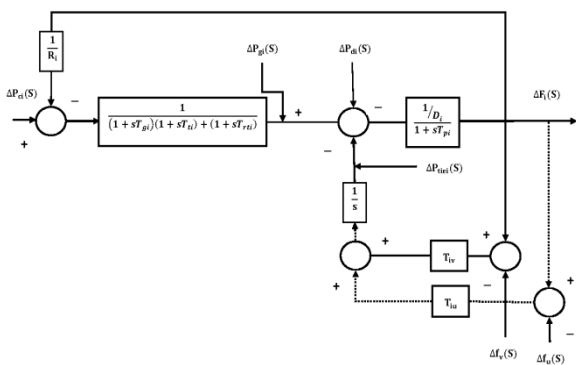 1
R_i
ΔP_ci(S)
−
+
1
(1 + sT_gi)(1 + sT_ti) + (1 + sT_rti)
ΔP_gi(S)
+
ΔP_di(S)
−
−
1/D_i
1 + sT_pi
ΔF_i(S)
ΔP_tiei(S)
1
s
+
+
T_iv
+
−
T_iu
+
−
Δf_v(S)
Δf_u(S)